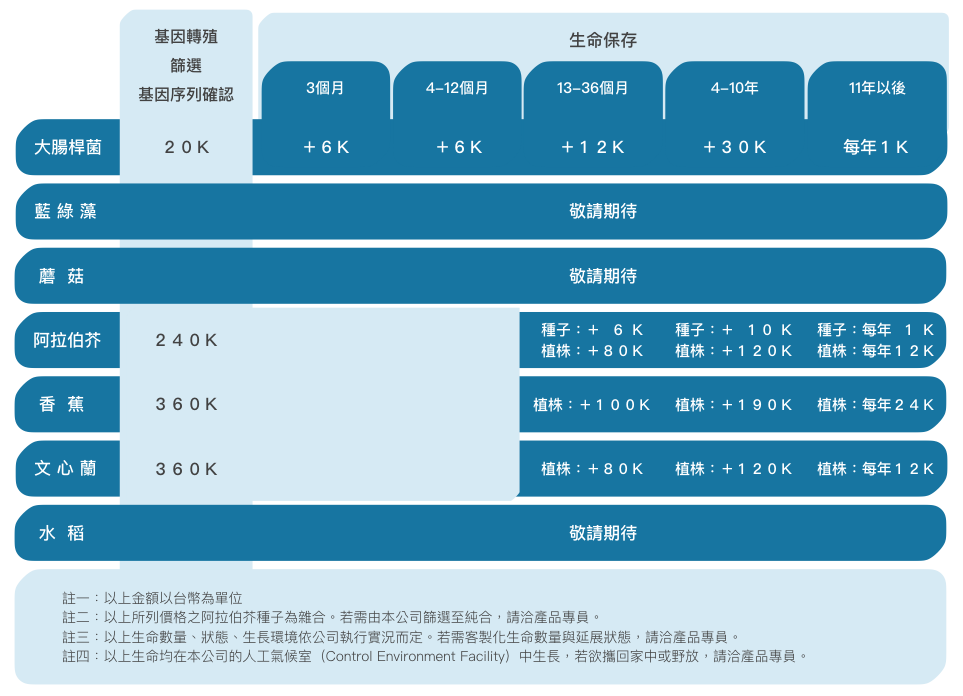 基因轉殖
篩選
基因序列確認
生命保存
3個月
4–12個月
13–36個月
4–10年
11年以後
大腸桿菌 20K +6K +6K +12K +30K 每年1K
藍綠藻 敬請期待
蘑菇 敬請期待
阿拉伯芥 240K
種子：+ 6 K 種子：+ 10 K 種子：每年 1 K
植株：+80K 植株：+120K 植株：每年12K
香蕉 360K 植株：+100K 植株：+190K 植株：每年24K
文心蘭 360K 植株：+80K 植株：+120K 植株：每年12K
水稻 敬請期待
註一：以上金額以台幣為單位
註二：以上所列價格之阿拉伯芥種子為雜合。若需由本公司篩選至純合，請洽產品專員。
註三：以上生命數量、狀態、生長環境依公司執行實況而定。若需客製化生命數量與延展狀態，請洽產品專員。
註四：以上生命均在本公司的人工氣候室（Control Environment Facility）中生長，若欲攜回家中或野放，請洽產品專員。